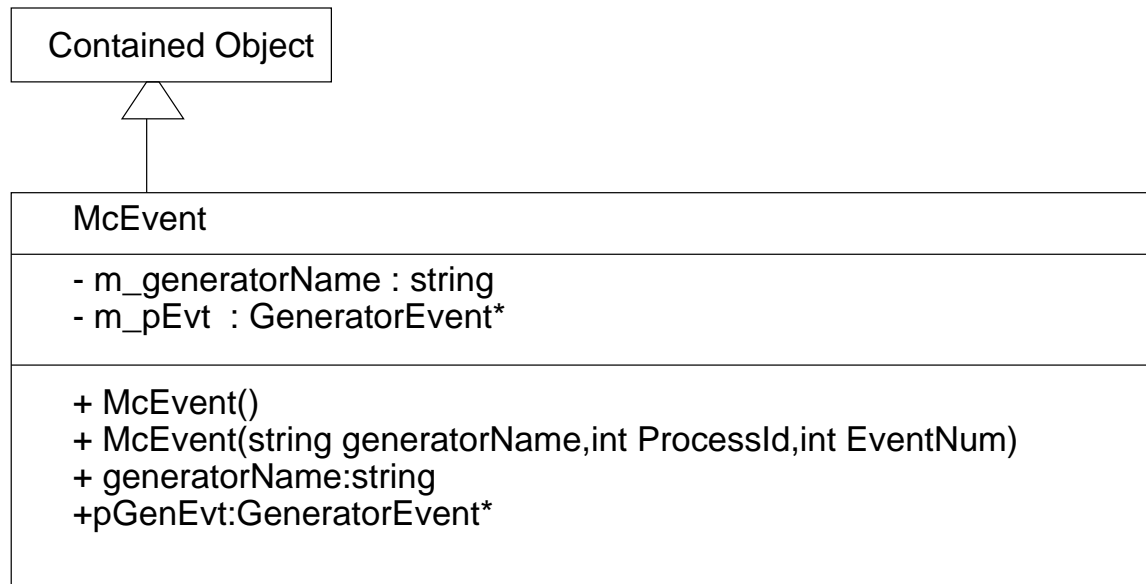 Contained Object
McEvent
- m_generatorName : string
- m_pEvt : GeneratorEvent*
+ McEvent()
+ McEvent(string generatorName,int ProcessId,int EventNum)
+ generatorName:string
+pGenEvt:GeneratorEvent*